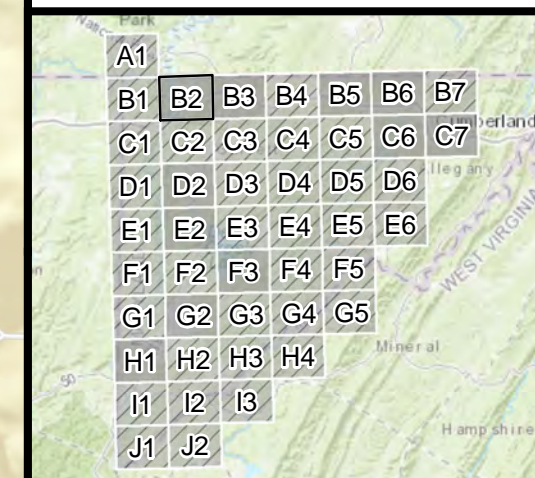 Park
A1
B1 B2 B3 B4 B5 B6 B7
C1 C2 C3 C4 C5 C6 C7
D1 D2 D3 D4 D5 D6
E1 E2 E3 E4 E5 E6
F1 F2 F3 F4 F5
WEST VIRGINIA
G1 G2 G3 G4 G5
Mineral
H1 H2 H3 H4
50
I1 I2 I3
Hampshire
J1 J2